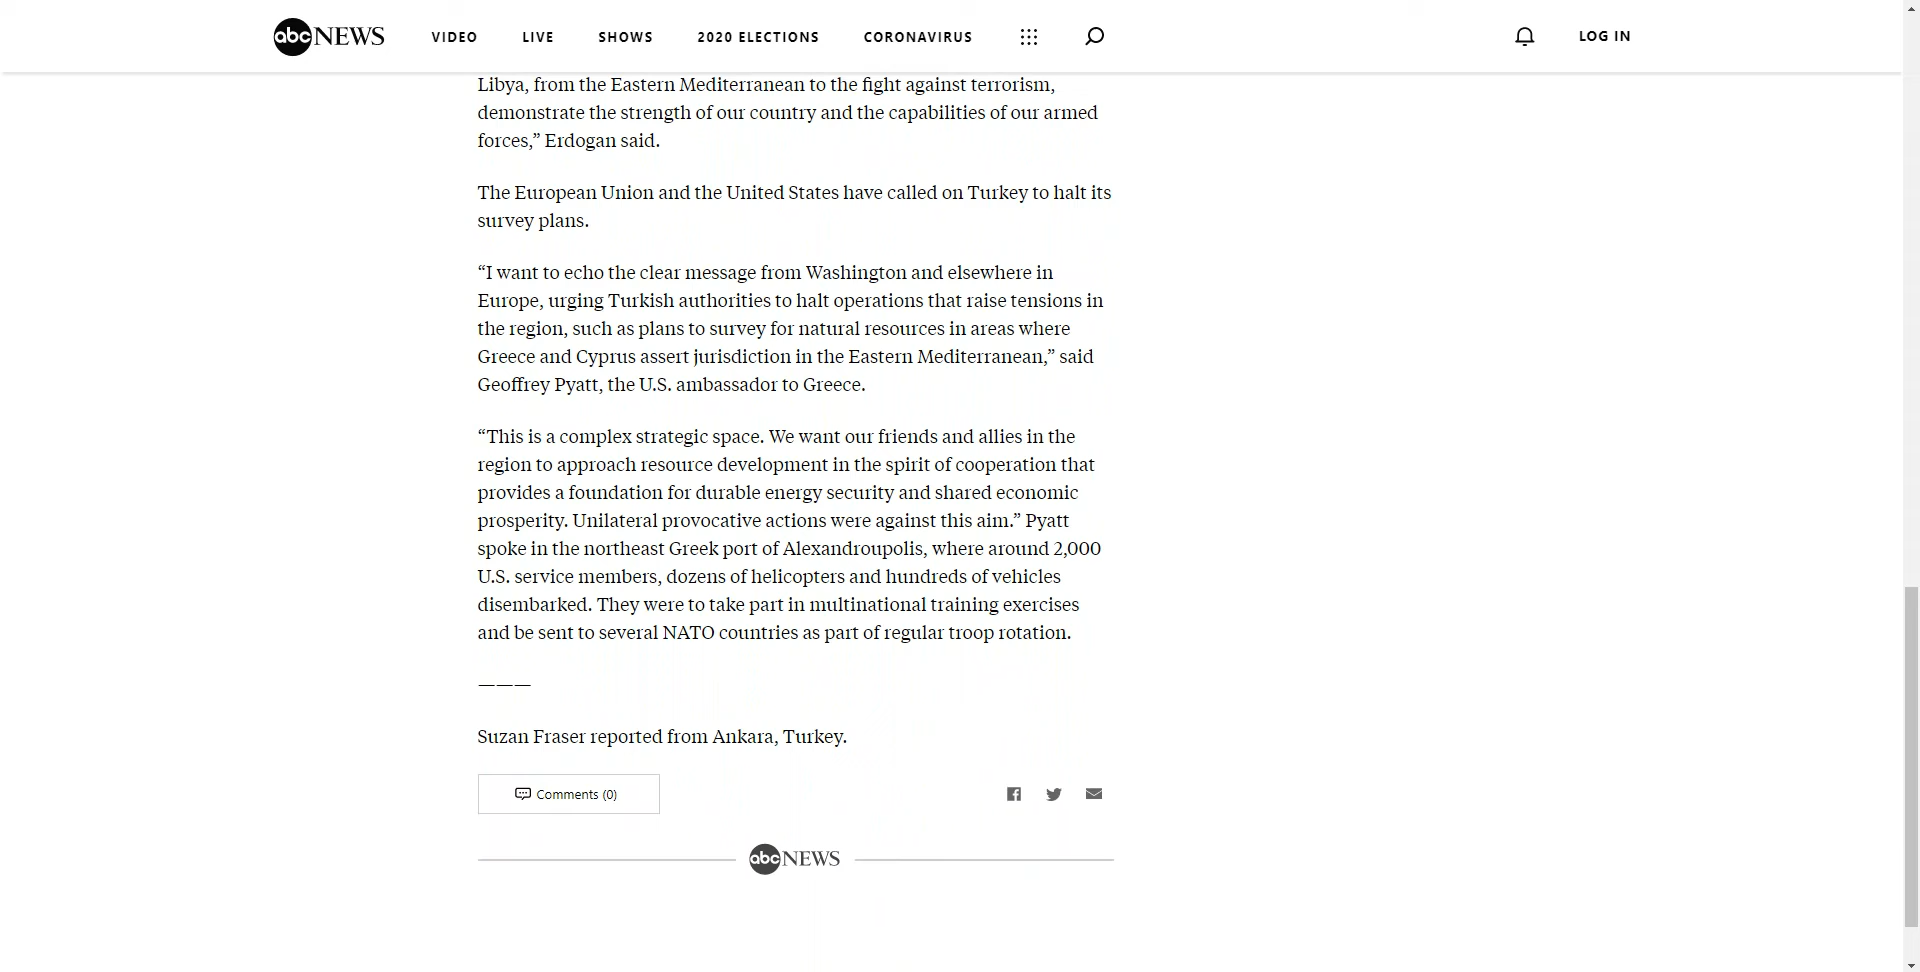 abc NEWS VIDEO LIVE SHOWS 2020 ELECTIONS CORONAVIRUS LOG IN
Libya, from the Eastern Mediterranean to the fight against terrorism,
demonstrate the strength of our country and the capabilities of our armed
forces,” Erdogan said.
The European Union and the United States have called on Turkey to halt its
survey plans.
“I want to echo the clear message from Washington and elsewhere in
Europe, urging Turkish authorities to halt operations that raise tensions in
the region, such as plans to survey for natural resources in areas where
Greece and Cyprus assert jurisdiction in the Eastern Mediterranean,” said
Geoffrey Pyatt, the U.S. ambassador to Greece.
“This is a complex strategic space. We want our friends and allies in the
region to approach resource development in the spirit of cooperation that
provides a foundation for durable energy security and shared economic
prosperity. Unilateral provocative actions were against this aim.” Pyatt
spoke in the northeast Greek port of Alexandroupolis, where around 2,000
U.S. service members, dozens of helicopters and hundreds of vehicles
disembarked. They were to take part in multinational training exercises
and be sent to several NATO countries as part of regular troop rotation.
———
Suzan Fraser reported from Ankara, Turkey.
Comments (0)
abc NEWS